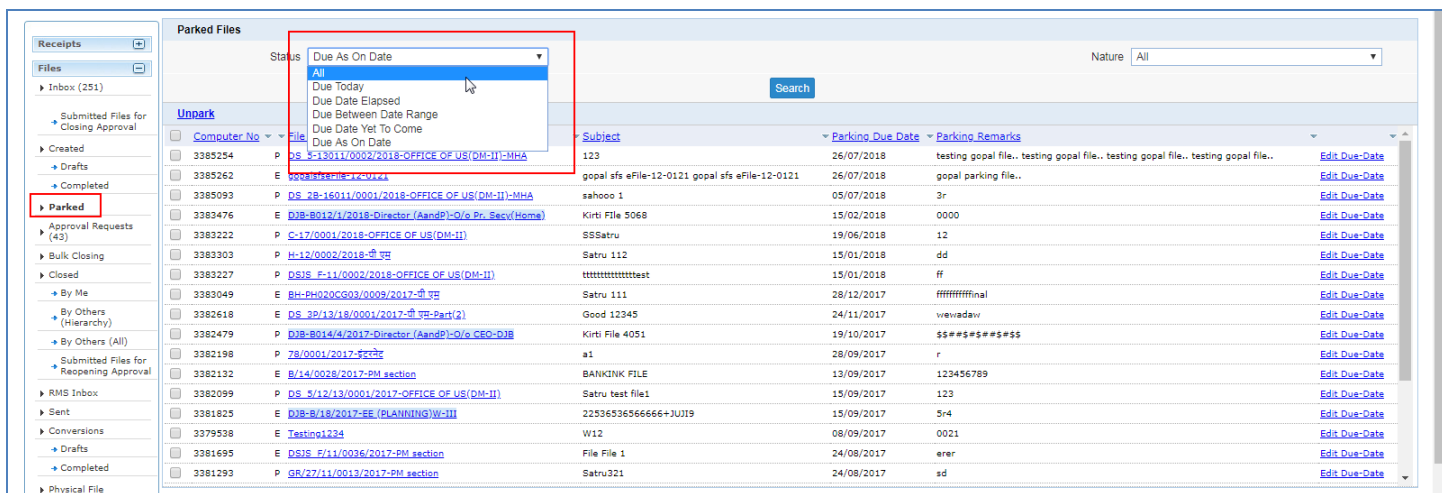 Receipts
Files
Inbox (251)
Submitted Files for
Closing Approval
Created
Drafts
Completed
Parked
Approval Requests
(43)
Bulk Closing
Closed
By Me
By Others
(Hierarchy)
By Others (All)
Submitted Files for
Reopening Approval
RMS Inbox
Sent
Conversions
Drafts
Completed
Physical File
Parked Files
Status Due As On Date Nature All
All
Due Today
Due Date Elapsed
Due Between Date Range
Due Date Yet To Come
Due As On Date
Search
Unpark
Computer No File Subject Parking Due Date Parking Remarks
3385254 P DS_5-13011/0002/2018-OFFICE OF US(DM-II)-MHA 123 26/07/2018 testing gopal file.. testing gopal file.. testing gopal file.. testing gopal file.. Edit Due-Date
3385262 E gopalsfseFile-12-0121 gopal sfs eFile-12-0121 gopal sfs eFile-12-0121 26/07/2018 gopal parking file.. Edit Due-Date
3385093 P DS_2B-16011/0001/2018-OFFICE OF US(DM-II)-MHA sahooo 1 05/07/2018 3r Edit Due-Date
3383476 E DJB-B012/1/2018-Director (AandP)-O/o Pr. Secy(Home) Kirti FIle 5068 15/02/2018 0000 Edit Due-Date
3383222 P C-17/0001/2018-OFFICE OF US(DM-II) SSSatru 19/06/2018 12 Edit Due-Date
3383303 P H-12/0002/2018-पी एम Satru 112 15/01/2018 dd Edit Due-Date
3383227 P DSJS_F-11/0002/2018-OFFICE OF US(DM-II) ttttttttttttttttest 15/01/2018 ff Edit Due-Date
3383049 E BH-PH020CG03/0009/2017-पी एम Satru 111 28/12/2017 fffffffffffinal Edit Due-Date
3382618 E DS_3P/13/18/0001/2017-पी एम-Part(2) Good 12345 24/11/2017 wewadaw Edit Due-Date
3382479 P DJB-B014/4/2017-Director (AandP)-O/o CEO-DJB Kirti File 4051 19/10/2017 $$##$#$##$#$$ Edit Due-Date
3382198 P 78/0001/2017-इंटरनेट a1 28/09/2017 r Edit Due-Date
3382132 E B/14/0028/2017-PM section BANKINK FILE 13/09/2017 123456789 Edit Due-Date
3382099 P DS_5/12/13/0001/2017-OFFICE OF US(DM-II) Satru test file1 15/09/2017 123 Edit Due-Date
3381825 E DJB-B/18/2017-EE (PLANNING)W-III 22536536566666+JUJI9 15/09/2017 5r4 Edit Due-Date
3379538 E Testing1234 W12 08/09/2017 0021 Edit Due-Date
3381695 E DSJS_F/11/0036/2017-PM section File File 1 24/08/2017 erer Edit Due-Date
3381293 P GR/27/11/0013/2017-PM section Satru321 24/08/2017 sd Edit Due-Date